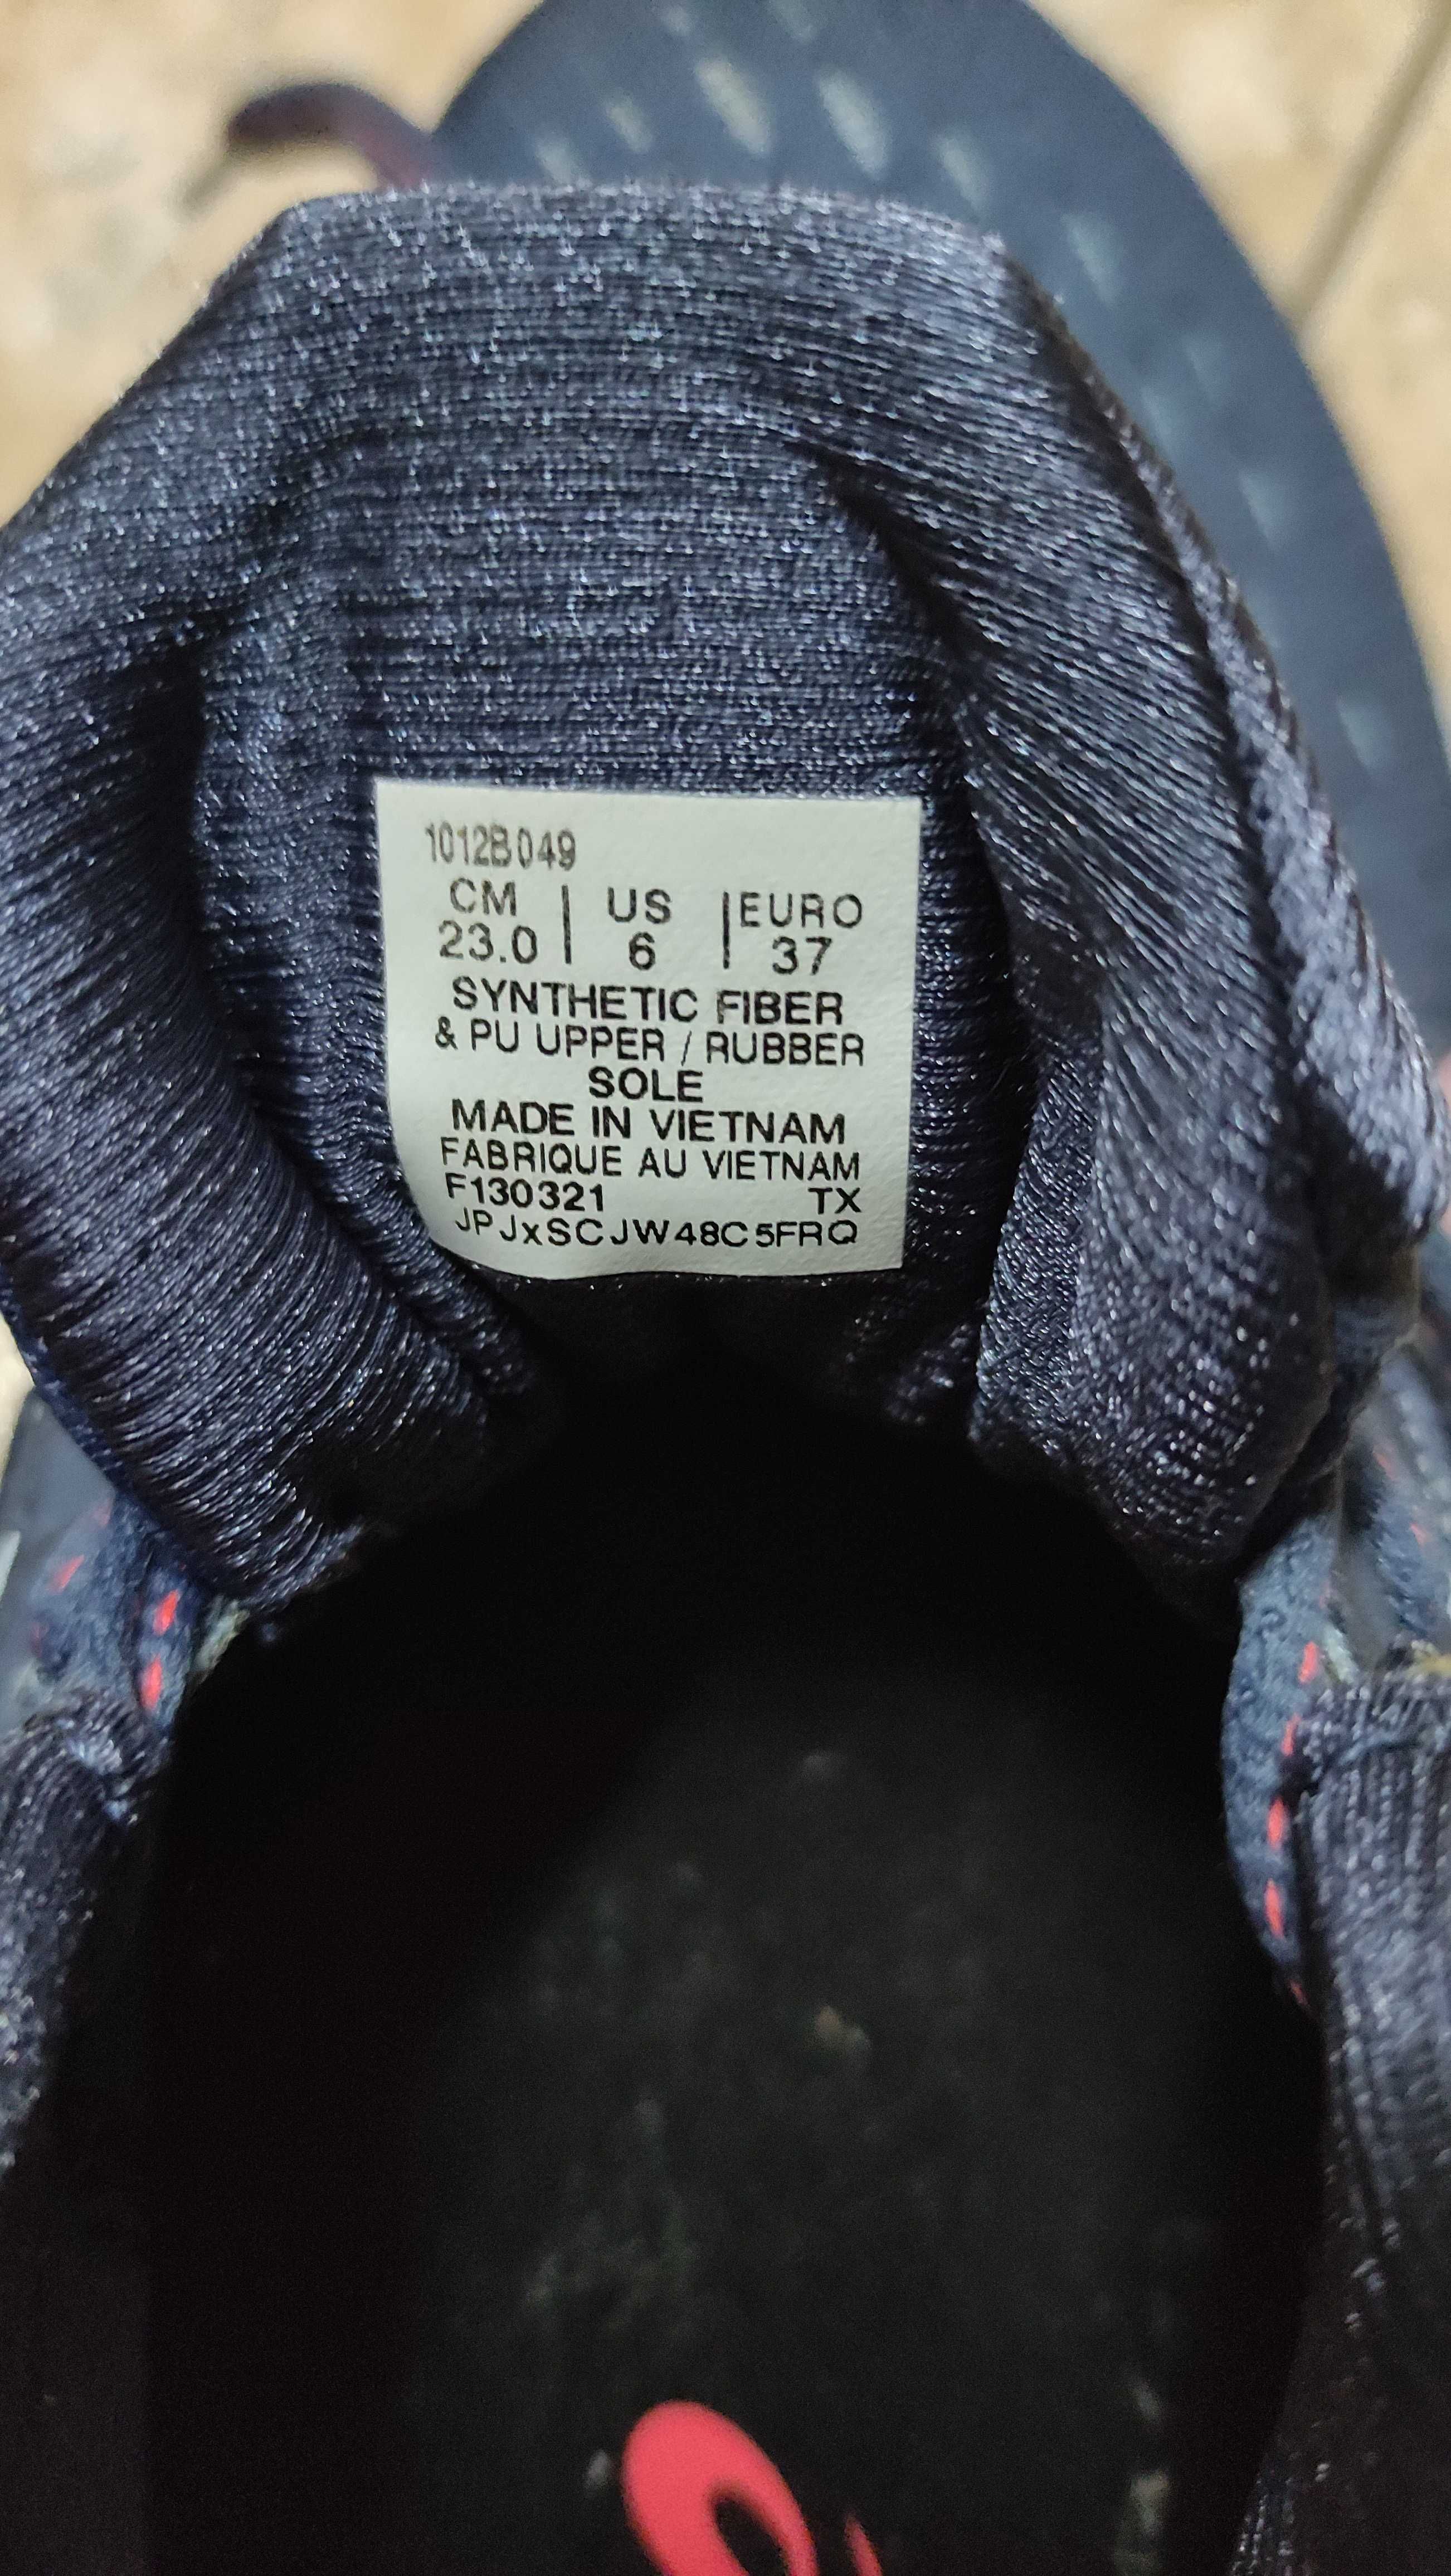 1012B049
CM | US | EURO
23.0 | 6 | 37
SYNTHETIC FIBER
& PU UPPER / RUBBER
SOLE
MADE IN VIETNAM
FABRIQUE AU VIETNAM
F130321 TX
JPJxSCJW48C5FRQ